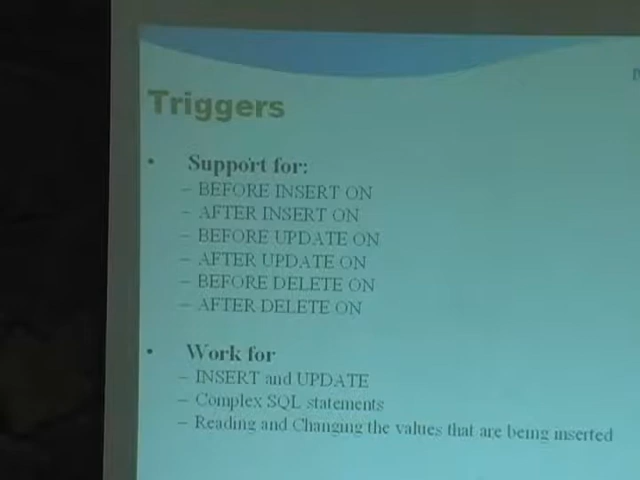 Triggers
• Support for:
– BEFORE INSERT ON
– AFTER INSERT ON
– BEFORE UPDATE ON
– AFTER UPDATE ON
– BEFORE DELETE ON
– AFTER DELETE ON
• Work for
– INSERT and UPDATE
– Complex SQL statements
– Reading and Changing the values that are being inserted